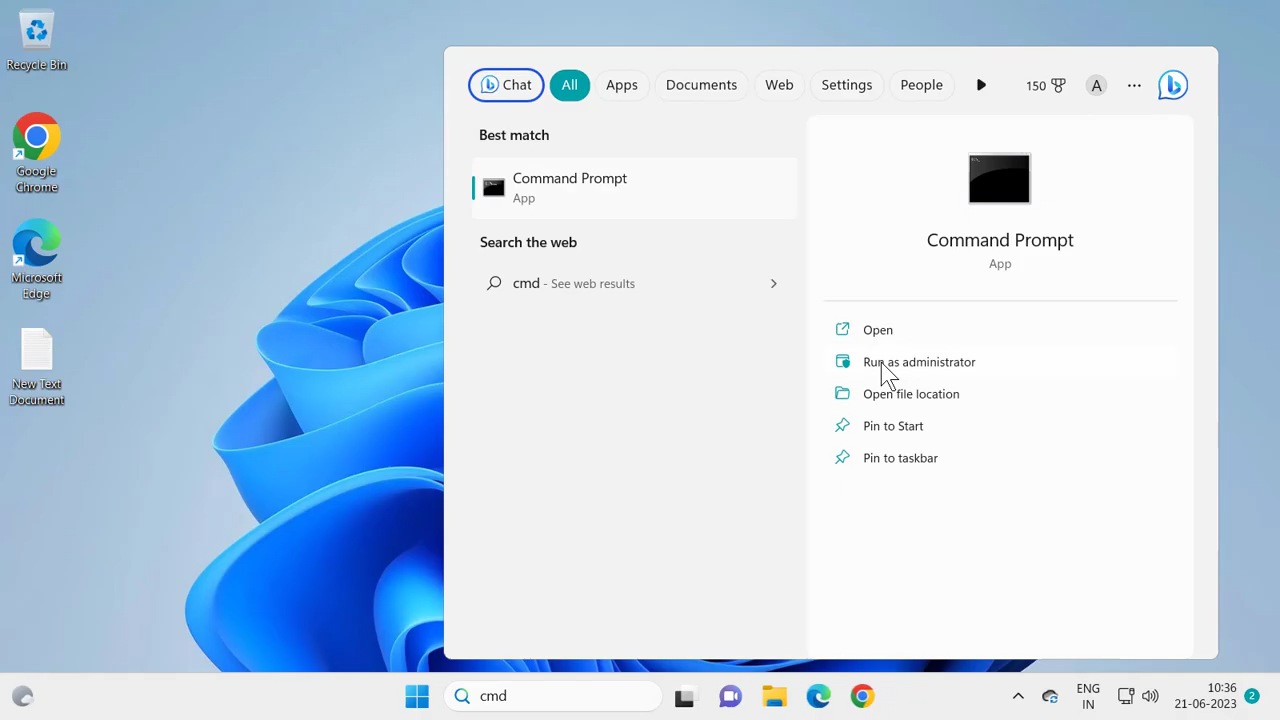 Recycle Bin
Google
Chrome
Microsoft
Edge
New Text
Document
Chat
All
Apps
Documents
Web
Settings
People
150
A
Best match
Command Prompt
App
Search the web
cmd - See web results
Command Prompt
App
Open
Run as administrator
Open file location
Pin to Start
Pin to taskbar
cmd
ENG
IN
10:36
21-06-2023
2